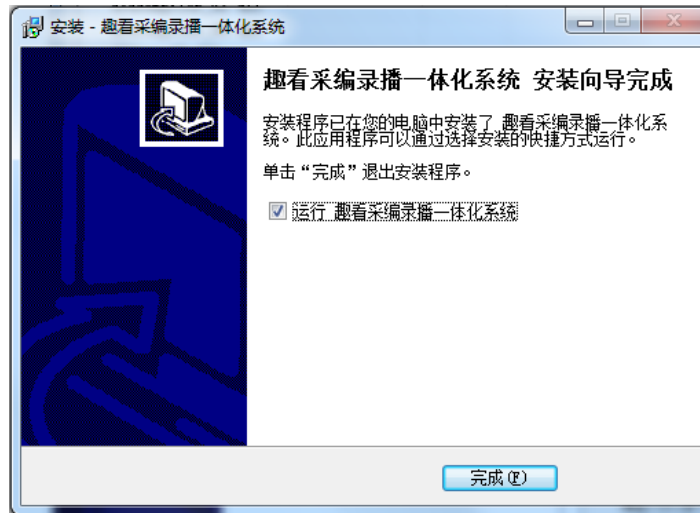 安装 - 趣看采编录播一体化系统
趣看采编录播一体化系统 安装向导完成
安装程序已在您的电脑中安装了 趣看采编录播一体化系
统。此应用程序可以通过选择安装的快捷方式运行。
单击“完成”退出安装程序。
运行 趣看采编录播一体化系统
完成(F)